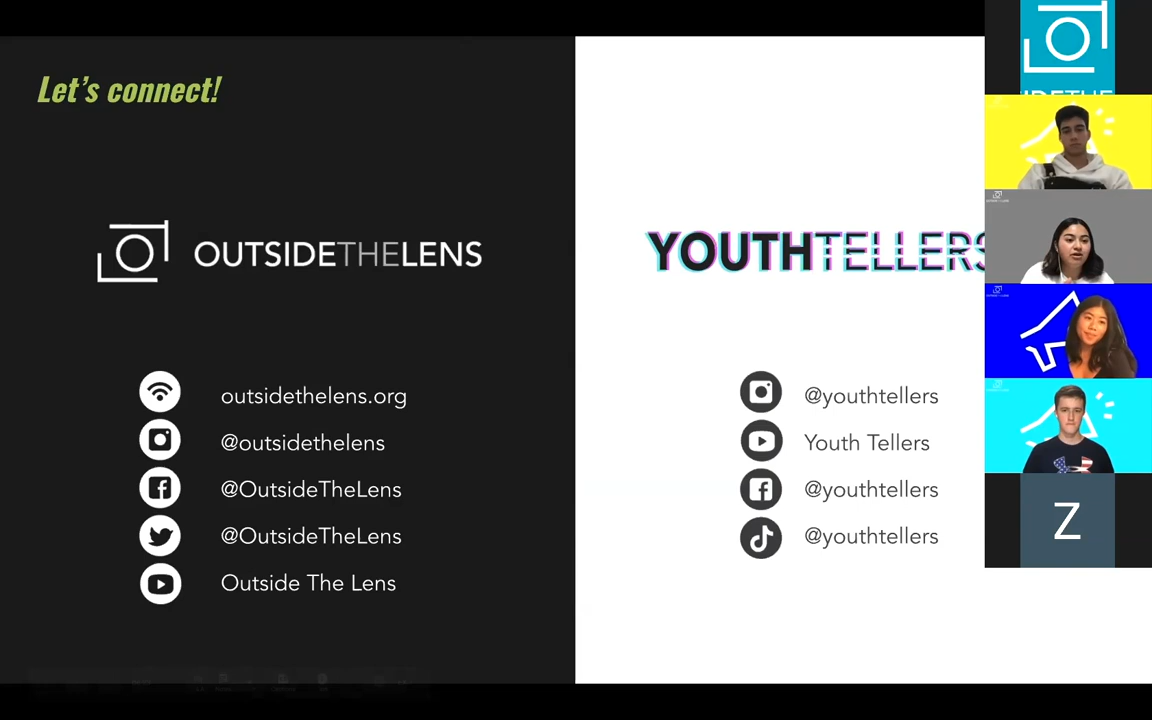 Let's connect!
OUTSIDETHELENS
outsidethelens.org
@outsidethelens
@OutsideTheLens
@OutsideTheLens
Outside The Lens
YOUTHTELLERS
@youthtellers
Youth Tellers
@youthtellers
@youthtellers
Z